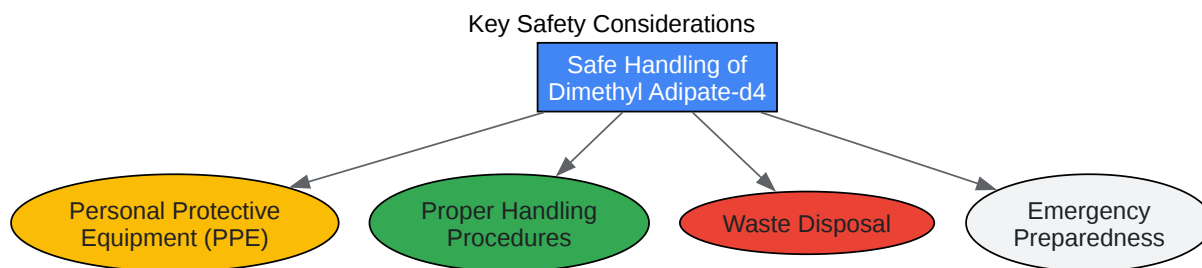 Key Safety Considerations
Safe Handling of
Dimethyl Adipate-d4
Personal Protective
Equipment (PPE)
Proper Handling
Procedures
Waste Disposal
Emergency
Preparedness